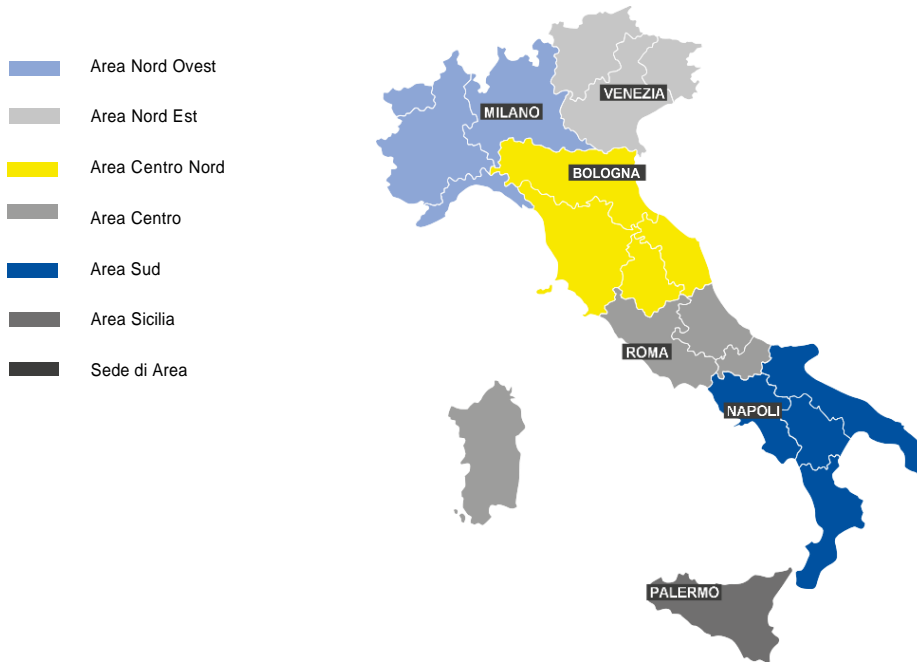 Area Nord Ovest
Area Nord Est
Area Centro Nord
Area Centro
Area Sud
Area Sicilia
Sede di Area
VENEZIA
MILANO
BOLOGNA
ROMA
NAPOLI
PALERMO